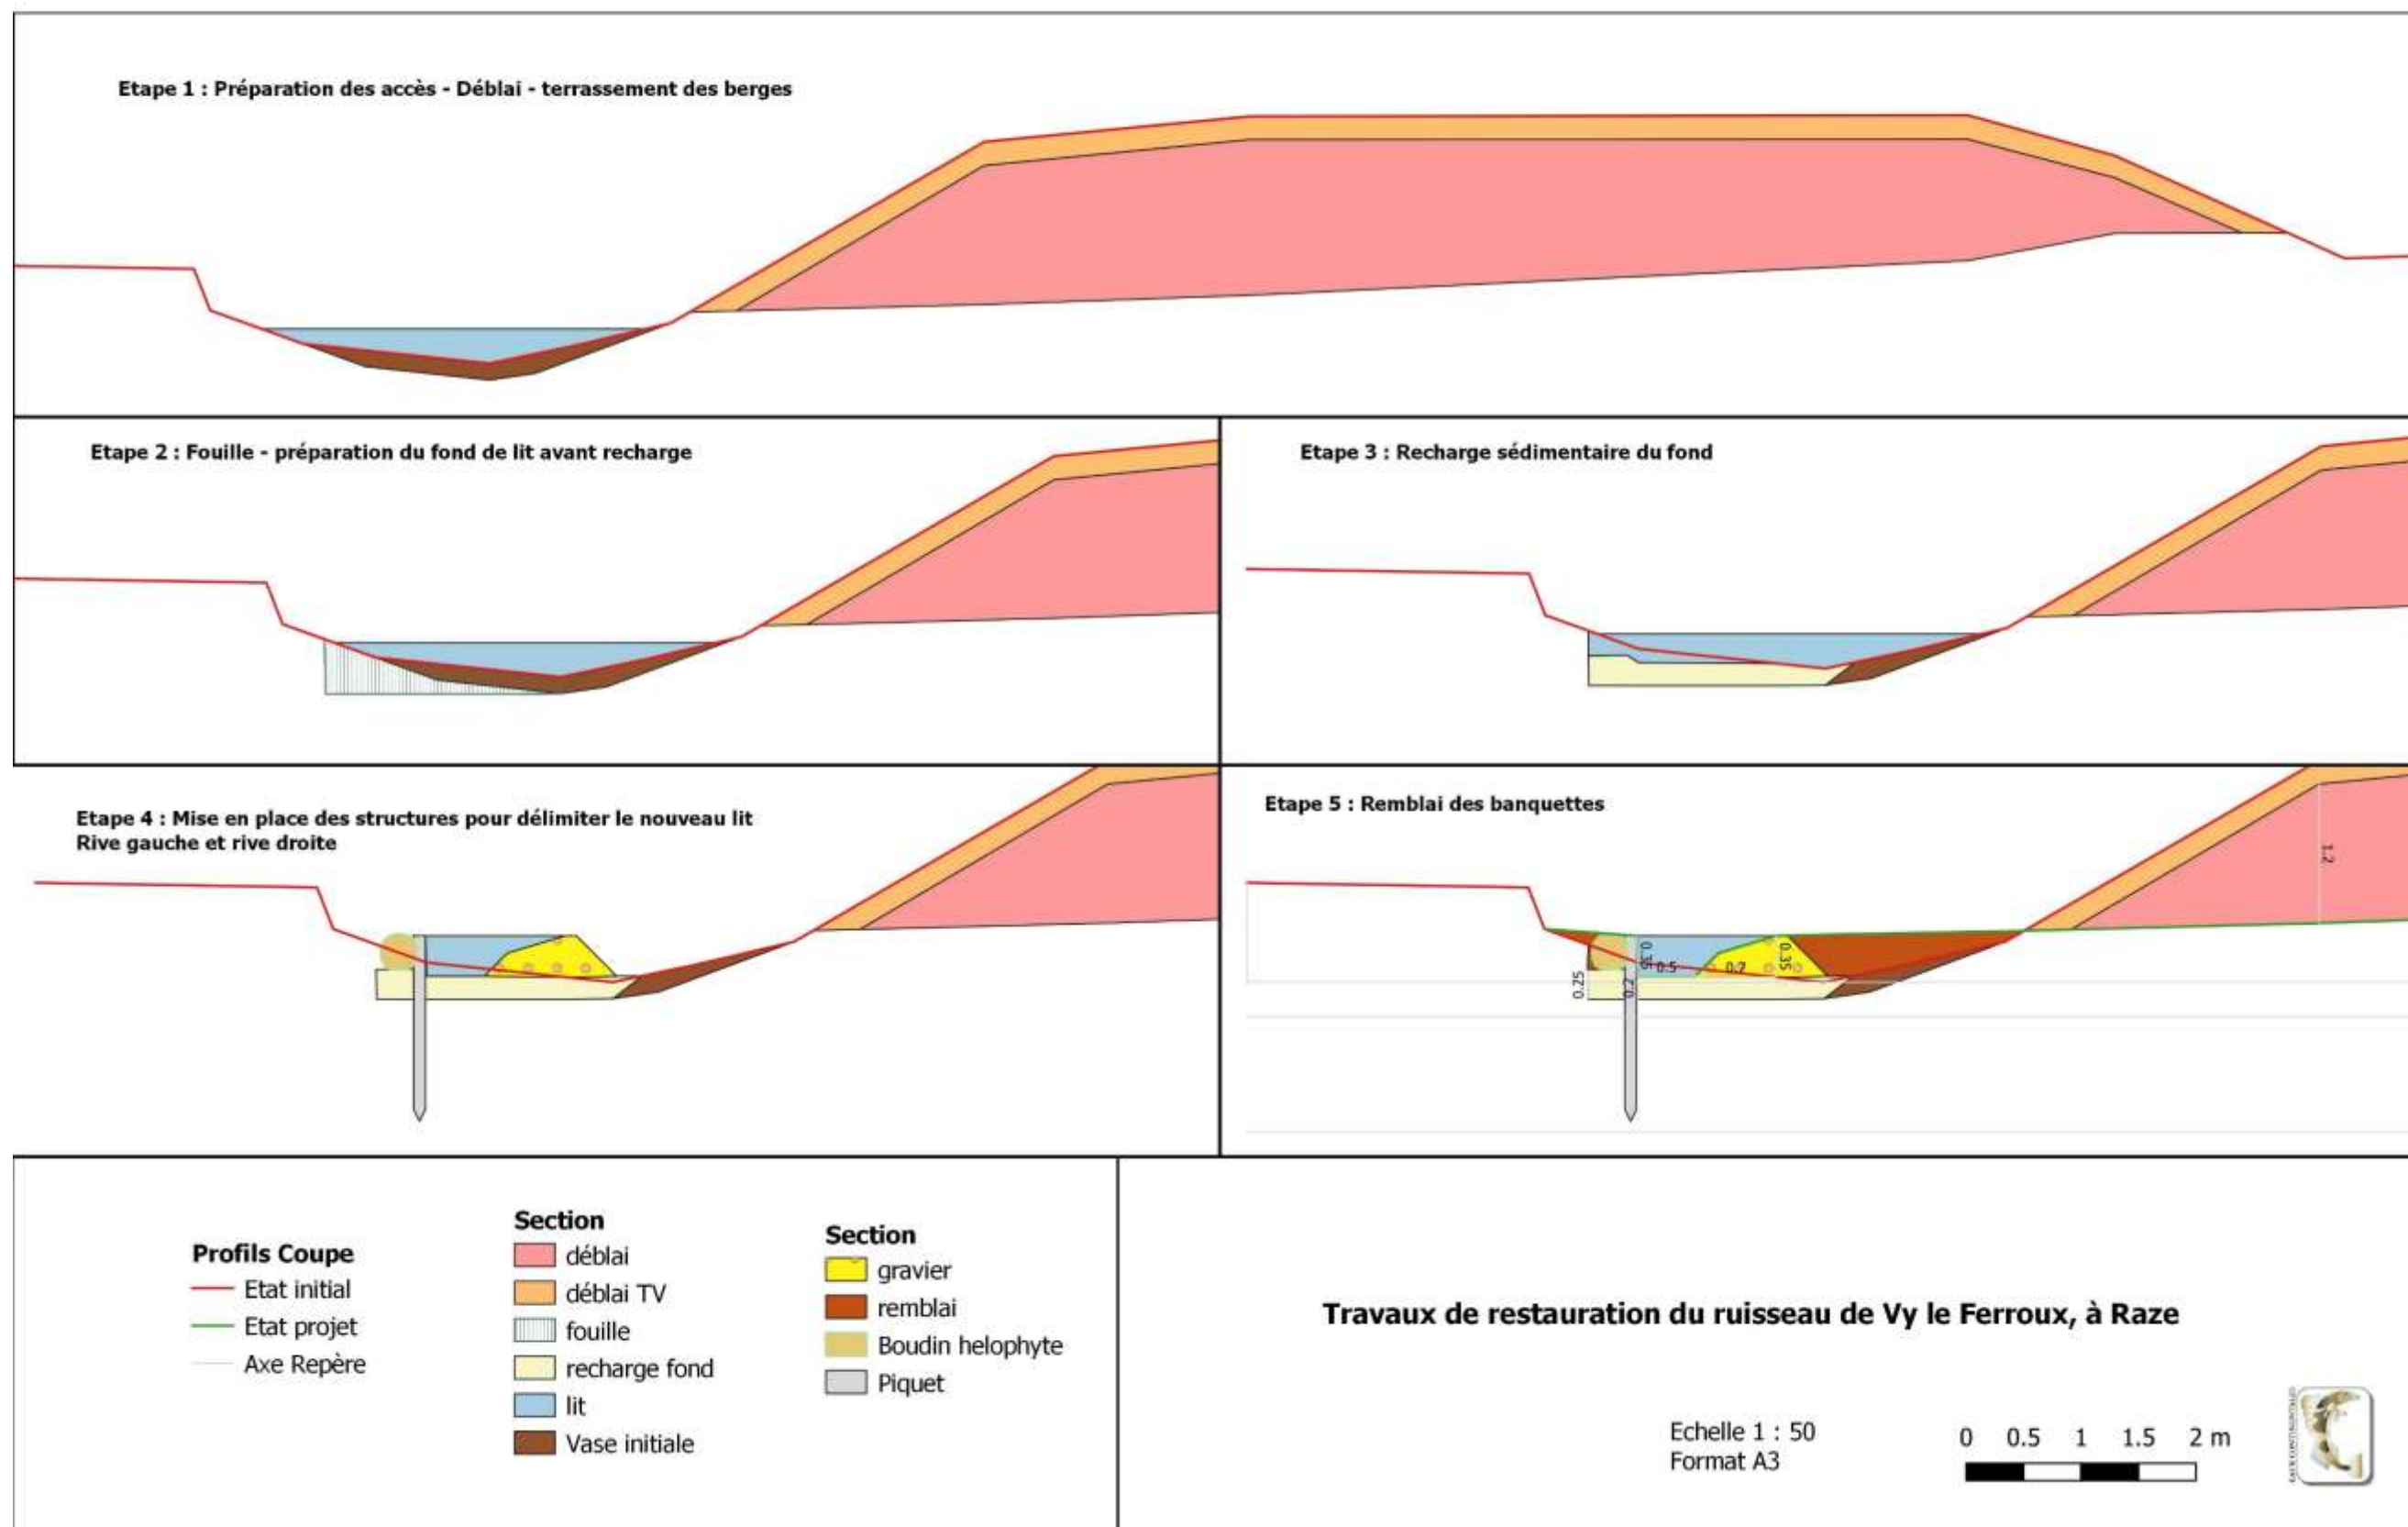 Etape 1 : Préparation des accès - Déblai - terrassement des berges
Etape 2 : Fouille - préparation du fond de lit avant recharge
Etape 3 : Recharge sédimentaire du fond
Etape 4 : Mise en place des structures pour délimiter le nouveau lit
Rive gauche et rive droite
Etape 5 : Remblai des banquettes
1.2
0.35
0.5
0.7
0.35
0.25
0.2
Profils Coupe
Etat initial
Etat projet
Axe Repère
Section
déblai
déblai TV
fouille
recharge fond
lit
Vase initiale
Section
gravier
remblai
Boudin helophyte
Piquet
Travaux de restauration du ruisseau de Vy le Ferroux, à Raze
Echelle 1 : 50
Format A3
0 0.5 1 1.5 2 m